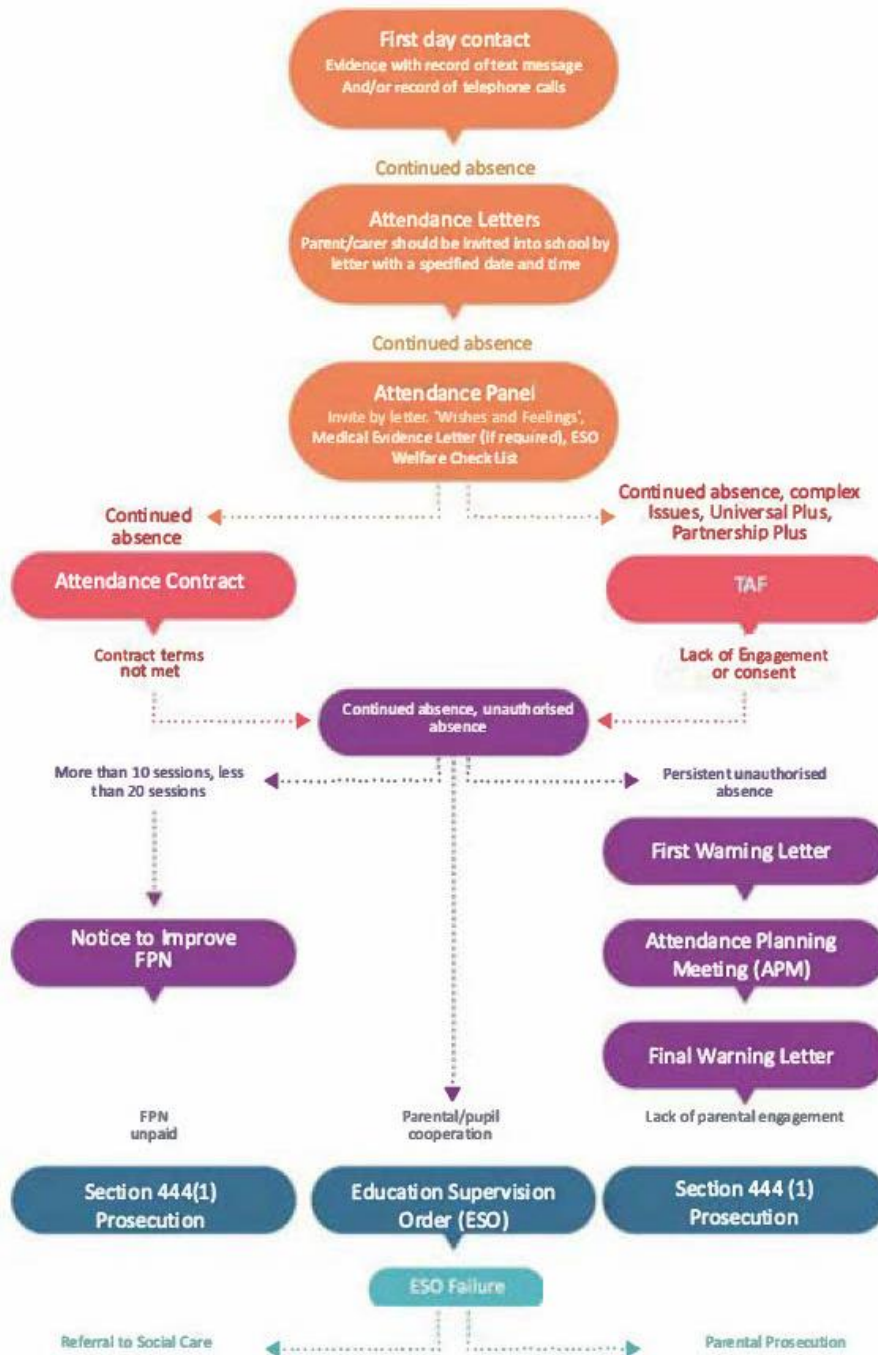 First day contact
Evidence with record of text message
And/or record of telephone calls
Continued absence
Attendance Letters
Parent/carer should be invited into school by
letter with a specified date and time
Continued absence
Attendance Panel
Invite by letter. 'Wishes and Feelings',
Medical Evidence Letter (if required), ESO
Welfare Check List
Continued
absence
Continued absence, complex
Issues, Universal Plus,
Partnership Plus
Attendance Contract
TAF
Contract terms
not met
Lack of Engagement
or consent
Continued absence, unauthorised
absence
More than 10 sessions, less
than 20 sessions
Persistent unauthorised
absence
First Warning Letter
Notice to Improve
FPN
Attendance Planning
Meeting (APM)
Final Warning Letter
FPN
unpaid
Parental/pupil
cooperation
Lack of parental engagement
Section 444(1)
Prosecution
Education Supervision
Order (ESO)
Section 444 (1)
Prosecution
ESO Failure
Referral to Social Care
Parental Prosecution